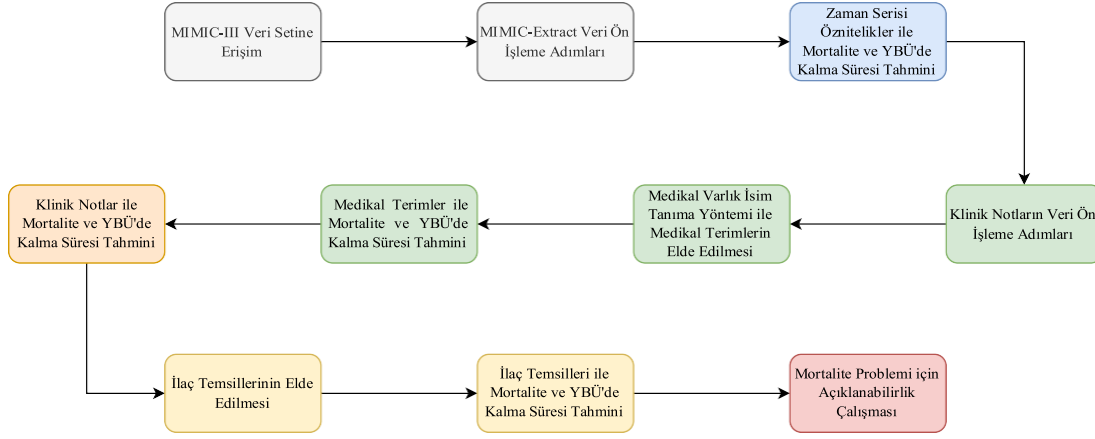 MIMIC-III Veri Setine
Erişim
MIMIC-Extract Veri Ön
İşleme Adımları
Zaman Serisi
Öznitelikler ile
Mortalite ve YBÜ'de
Kalma Süresi Tahmini
Klinik Notlar ile
Mortalite ve YBÜ'de
Kalma Süresi Tahmini
Medikal Terimler ile
Mortalite ve YBÜ'de
Kalma Süresi Tahmini
Medikal Varlık İsim
Tanıma Yöntemi ile
Medikal Terimlerin
Elde Edilmesi
Klinik Notların Veri Ön
İşleme Adımları
İlaç Temsillerinin Elde
Edilmesi
İlaç Temsilleri ile
Mortalite ve YBÜ'de
Kalma Süresi Tahmini
Mortalite Problemi için
Açıklanabilirlik
Çalışması